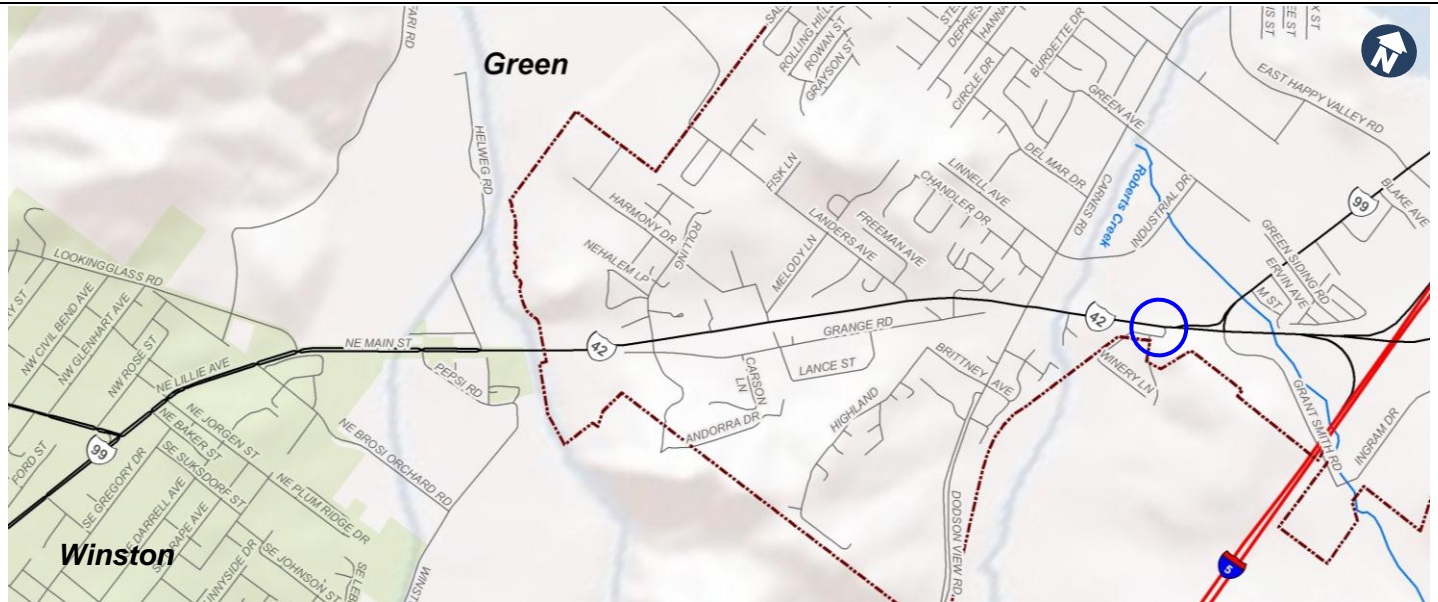 Green
N
ROLLING HILLS
ROWAN ST
GRAYSON ST
CIRCLE DR
BURDETTE DR
GREEN AVE
EAST HAPPY VALLEY RD
HELWEG RD
FISK LN
LINNELL AVE
DEL MAR DR
CHANDLER DR
CARNES RD
Roberts Creek
INDUSTRIAL DR
99
BLAKE AVE
HARMONY DR
ROLLING
LANDERS AVE
FREEMAN AVE
NEHALEM LP
MELODY LN
GREEN SIDING RD
ERVIN AVE
M ST
LOOKINGGLASS RD
NW CIVIL BEND AVE
NW GLENHART AVE
NW ROSE ST
NE LILLIE AVE
NE MAIN ST
42
GRANGE RD
42
PEPSI RD
CARSON LN
LANCE ST
BRITTNEY AVE
WINERY LN
HIGHLAND
ANDORRA DR
GRANT SMITH RD
INGRAM DR
99
FORD ST
NE BAKER ST
NE JORGEN ST
SE SUKSDORF ST
SE GREGORY DR
NE BROSI ORCHARD RD
NE PLUM RIDGE DR
SE DARRELL AVE
SE JOHNSON ST
DODSON VIEW RD
Winston
5